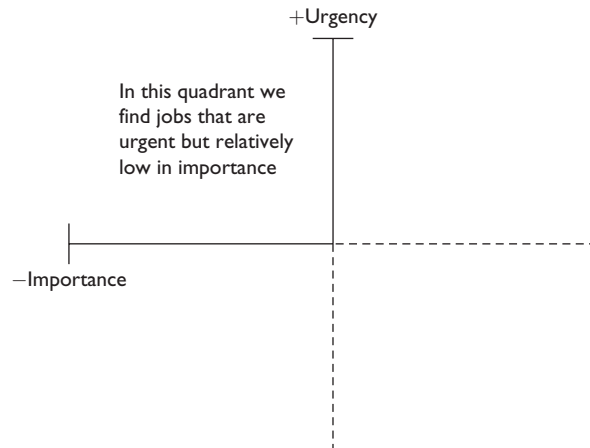 +Urgency
In this quadrant we
find jobs that are
urgent but relatively
low in importance
−Importance